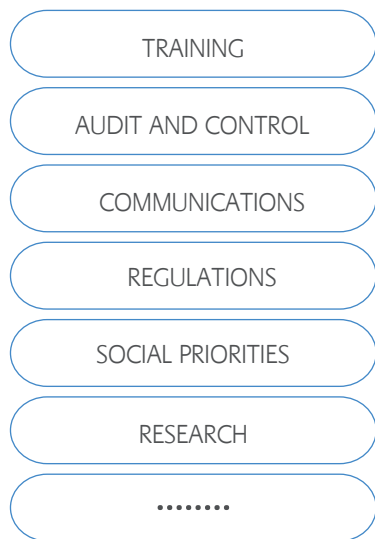 TRAINING
AUDIT AND CONTROL
COMMUNICATIONS
REGULATIONS
SOCIAL PRIORITIES
RESEARCH
........